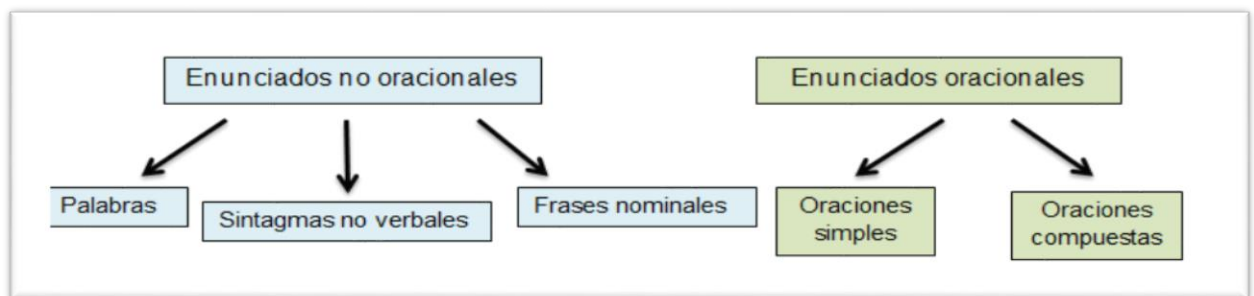 Enunciados no oracionales
Enunciados oracionales
Palabras
Sintagmas no verbales
Frases nominales
Oraciones
simples
Oraciones
compuestas